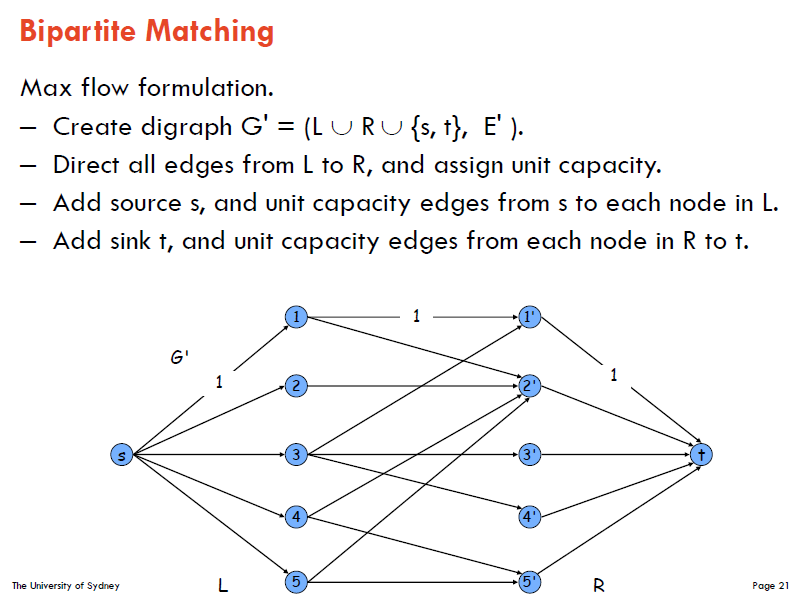 Bipartite Matching
Max flow formulation.
– Create digraph G' = (L ∪ R ∪ {s, t}, E' ).
– Direct all edges from L to R, and assign unit capacity.
– Add source s, and unit capacity edges from s to each node in L.
– Add sink t, and unit capacity edges from each node in R to t.
1 1 1'
G'
1 2 2' 1
s 3 3' t
4 4'
5 5'
The University of Sydney L R Page 21